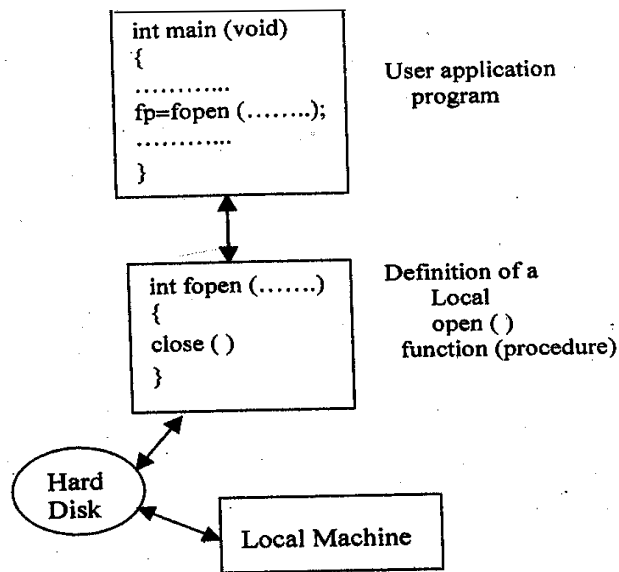 int main (void)
{
…………
fp=fopen (……..);
…………
}
User application
program
int fopen (…….)
{
close ( )
}
Definition of a
Local
open ( )
function (procedure)
Hard
Disk
Local Machine